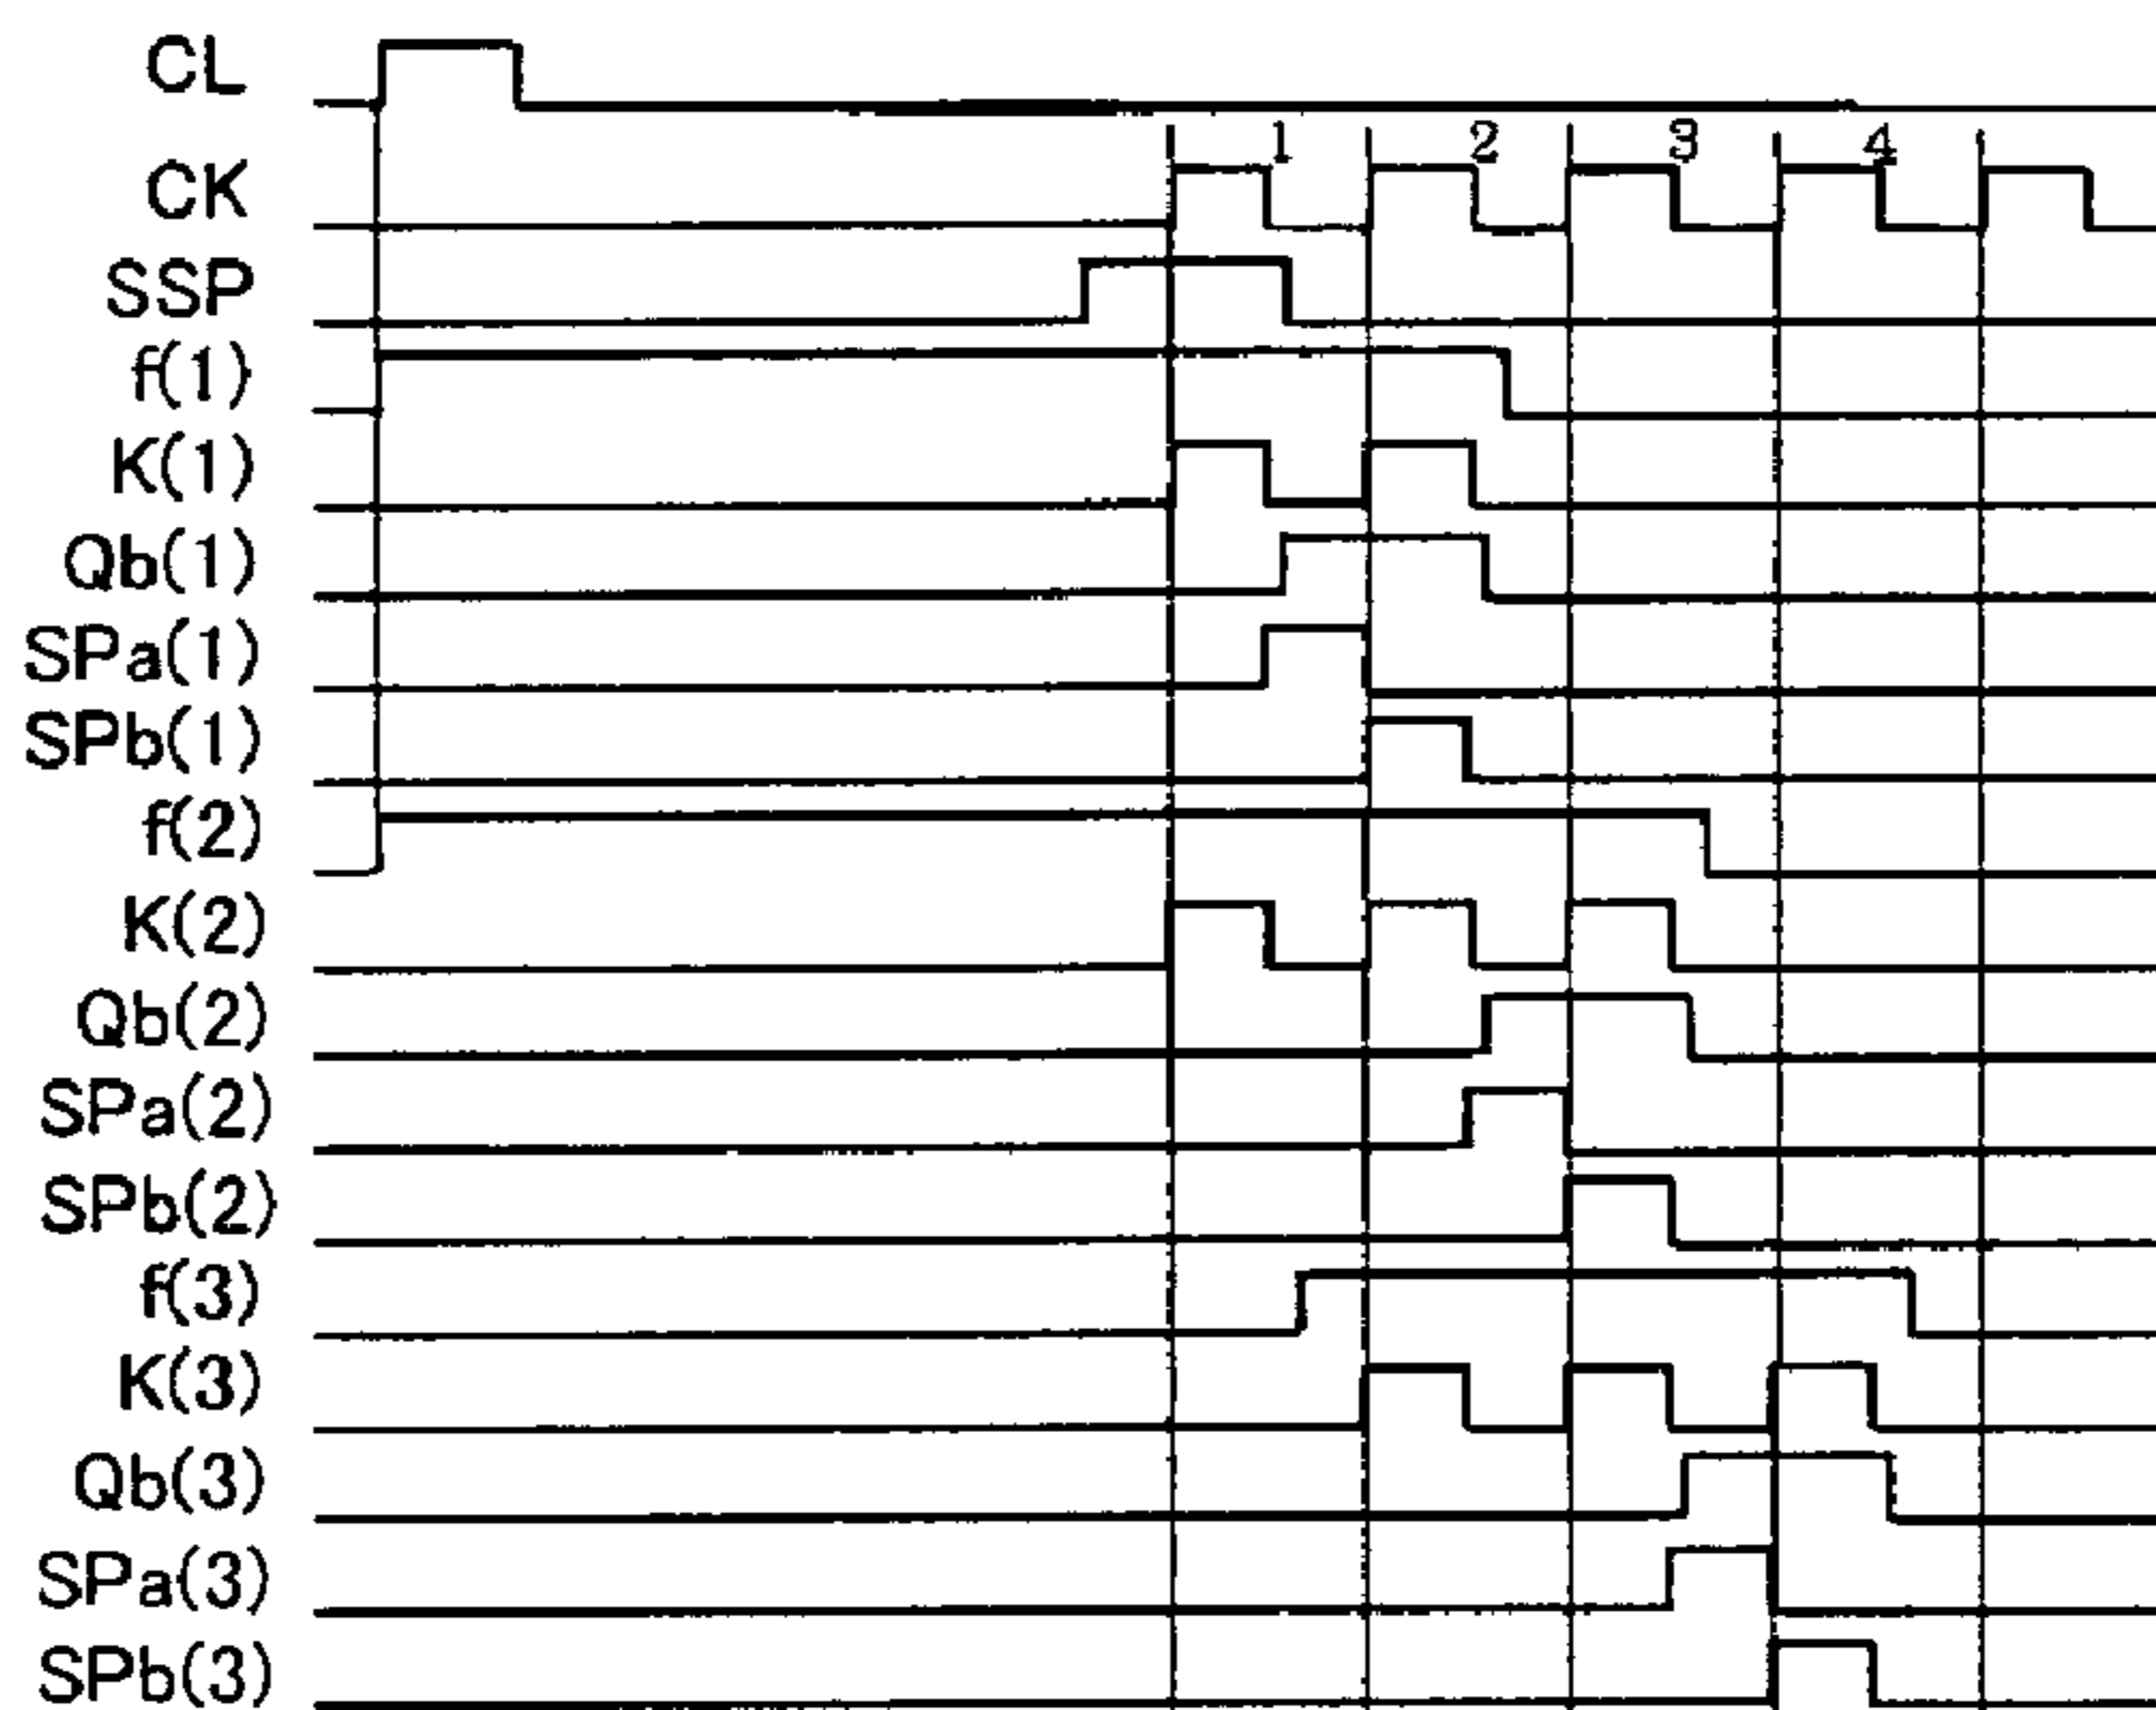 CL
1 2 3 4
CK
SSP
f(1)
K(1)
Qb(1)
SPa(1)
SPb(1)
f(2)
K(2)
Qb(2)
SPa(2)
SPb(2)
f(3)
K(3)
Qb(3)
SPa(3)
SPb(3)